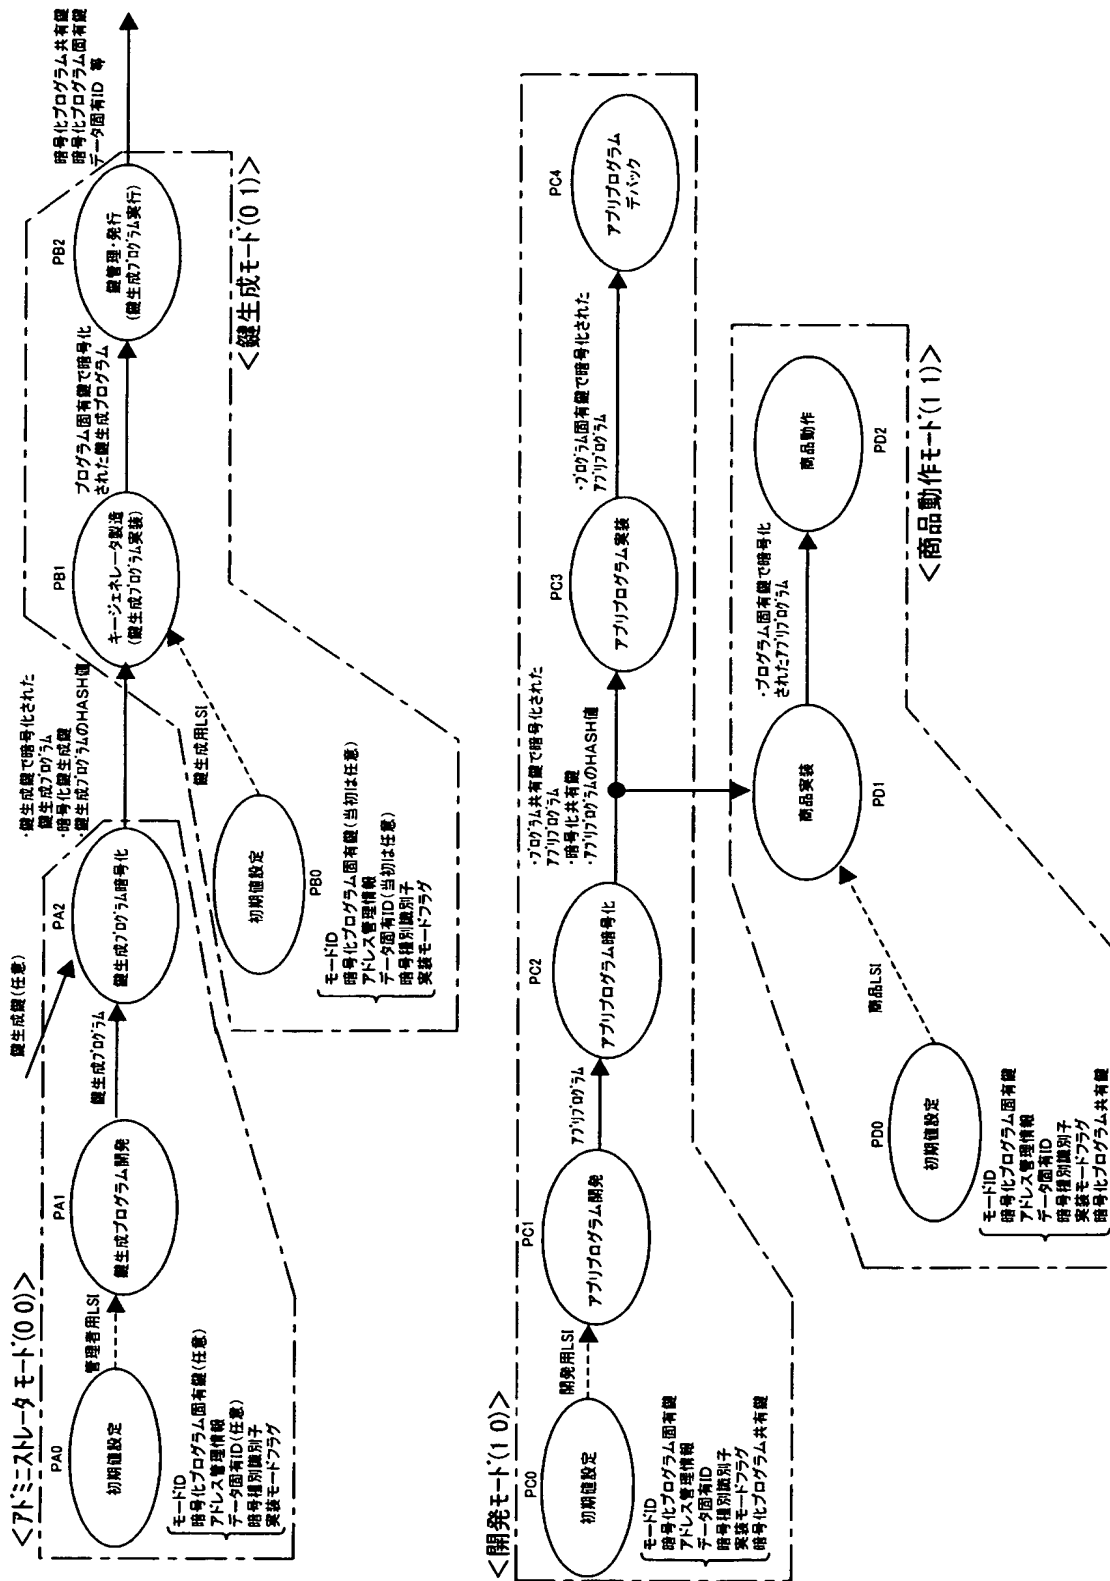 <アドミニストレータ モード(0 0)>
PA0
初期値設定
モードID
暗号化プログラム固有鍵(任意)
アドレス管理情報
データ固有ID(任意)
暗号種別識別子
実装モードフラグ
管理者用LSI
PA1
鍵生成プログラム開発
鍵生成プログラム
鍵生成鍵(任意)
PA2
鍵生成プログラム暗号化
・鍵生成鍵で暗号化された
鍵生成プログラム
・暗号化鍵生成鍵
・鍵生成プログラムのHASH値
初期値設定
PB0
モードID
暗号化プログラム固有鍵(当初は任意)
アドレス管理情報
データ固有ID(当初は任意)
暗号種別識別子
実装モードフラグ
鍵生成用LSI
PB1
キージェネレータ製造
(鍵生成プログラム実装)
プログラム固有鍵で暗号化
された鍵生成プログラム
PB2
鍵管理・発行
(鍵生成プログラム実行)
暗号化プログラム共有鍵
暗号化プログラム固有鍵
データ固有ID 等
<鍵生成モード(0 1)>
<開発モード(1 0)>
PC0
初期値設定
モードID
暗号化プログラム固有鍵
アドレス管理情報
データ固有ID
暗号種別識別子
実装モードフラグ
暗号化プログラム共有鍵
開発用LSI
PC1
アプリプログラム開発
アプリプログラム
PC2
アプリプログラム暗号化
・プログラム共有鍵で暗号化された
アプリプログラム
・暗号化共有鍵
・アプリプログラムのHASH値
PC3
アプリプログラム実装
・プログラム固有鍵で暗号化された
アプリプログラム
PC4
アプリプログラム
デバック
PD0
初期値設定
モードID
暗号化プログラム固有鍵
アドレス管理情報
データ固有ID
暗号種別識別子
実装モードフラグ
暗号化プログラム共有鍵
商品LSI
商品実装
PD1
・プログラム固有鍵で暗号化
されたアプリプログラム
商品動作
PD2
<商品動作モード(1 1)>